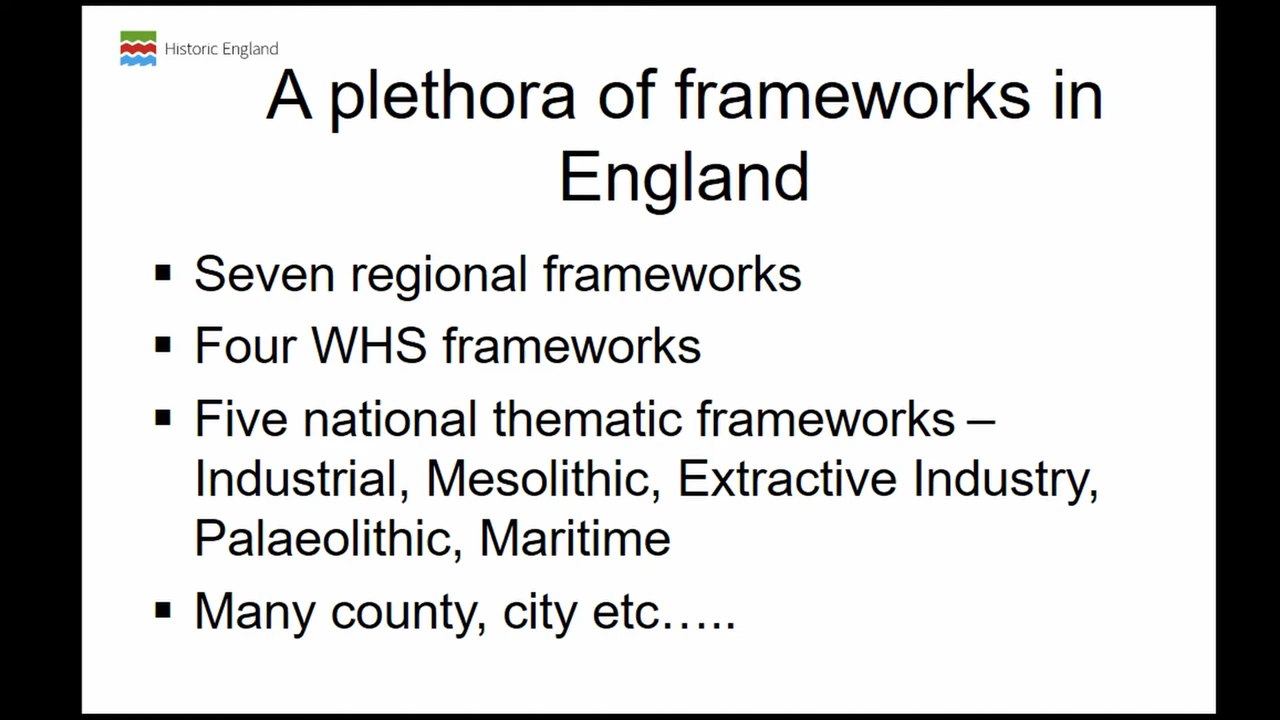 Historic England
A plethora of frameworks in
England
▪ Seven regional frameworks
▪ Four WHS frameworks
▪ Five national thematic frameworks –
Industrial, Mesolithic, Extractive Industry,
Palaeolithic, Maritime
▪ Many county, city etc…..